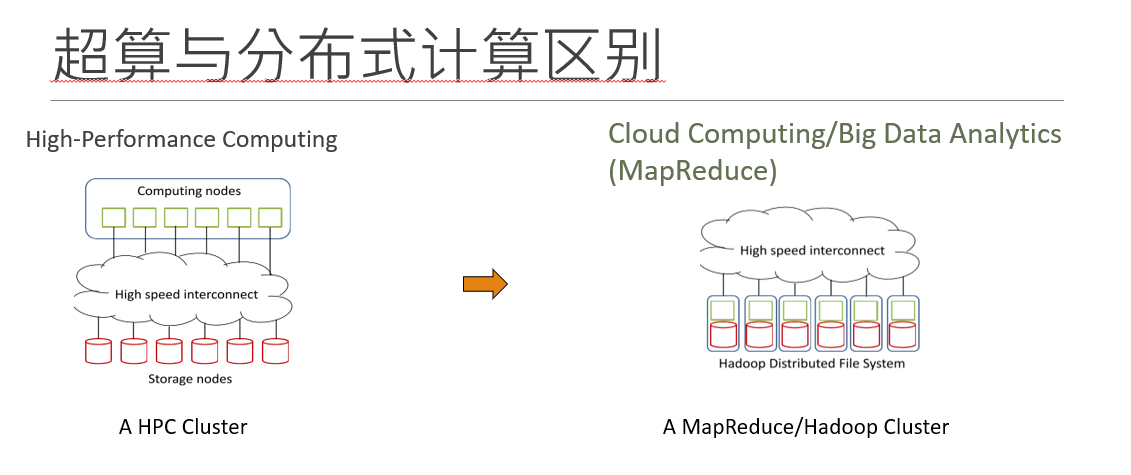 超算与分布式计算区别
High-Performance Computing
Computing nodes
High speed interconnect
Storage nodes
A HPC Cluster
Cloud Computing/Big Data Analytics
(MapReduce)
High speed interconnect
Hadoop Distributed File System
A MapReduce/Hadoop Cluster